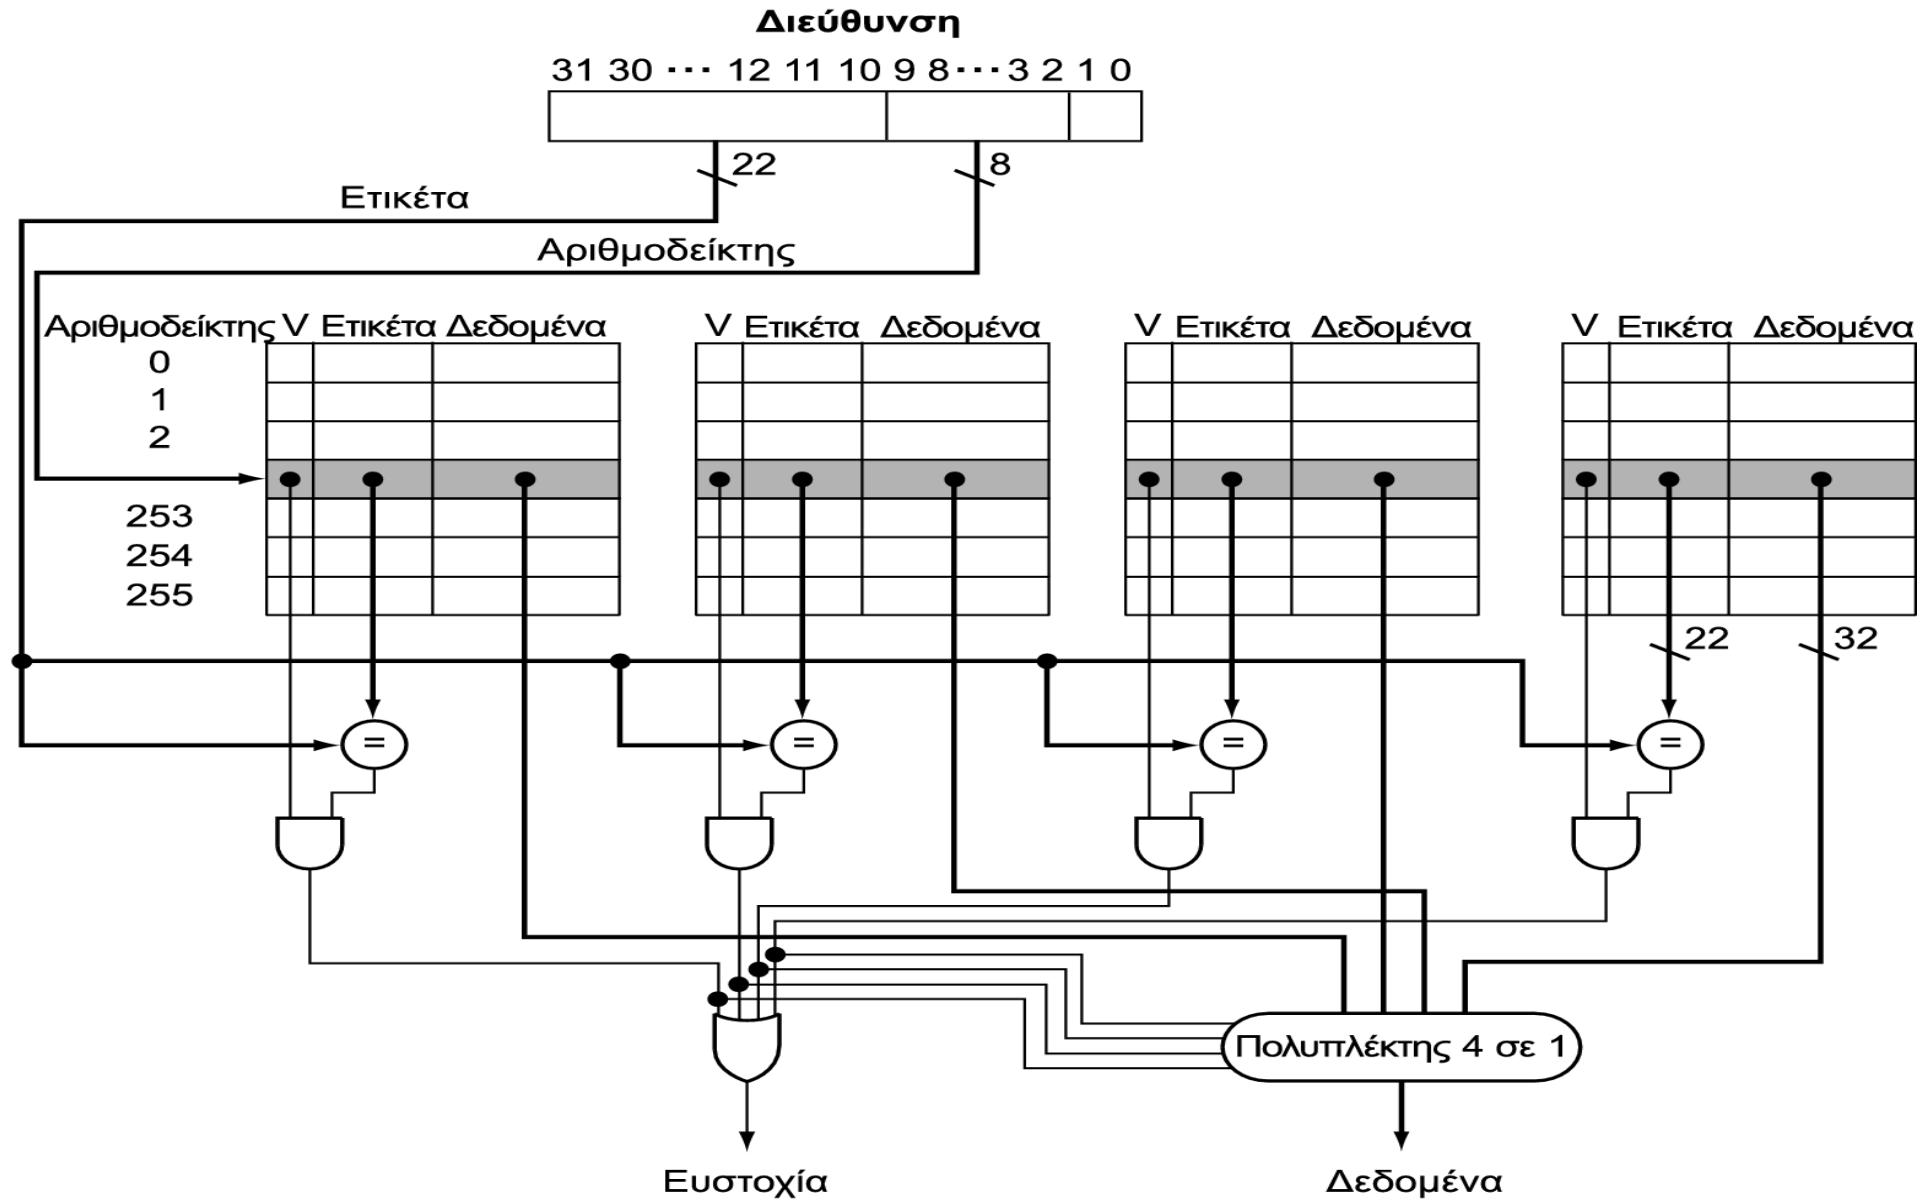 Διεύθυνση
31 30 ··· 12 11 10 9 8 ··· 3 2 1 0
22
8
Ετικέτα
Αριθμοδείκτης
Αριθμοδείκτης V Ετικέτα Δεδομένα V Ετικέτα Δεδομένα V Ετικέτα Δεδομένα V Ετικέτα Δεδομένα
0
1
2
253
254
255
22
32
= = = =
Πολυπλέκτης 4 σε 1
Ευστοχία
Δεδομένα